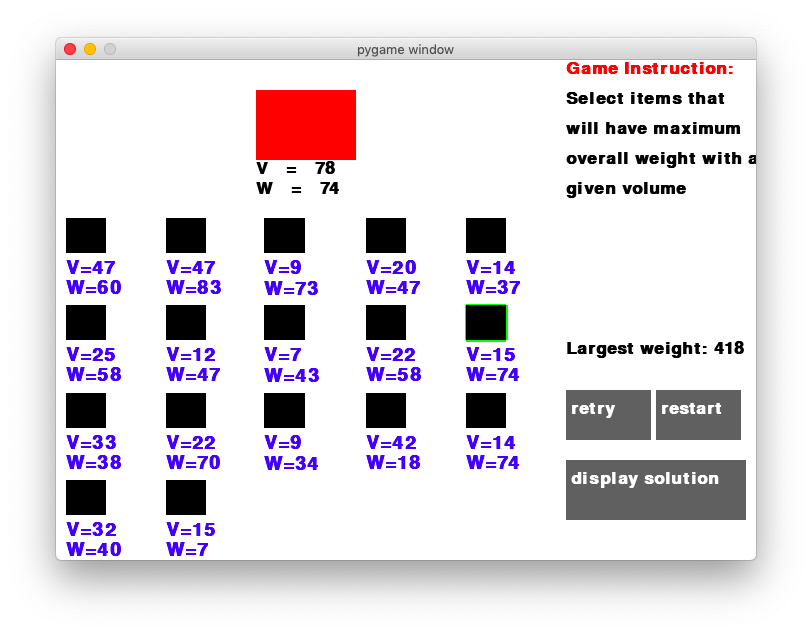 pygame window
Game Instruction:
Select items that
will have maximum
overall weight with a
given volume
V = 78
W = 74
V=47 V=47 V=9 V=20 V=14
W=60 W=83 W=73 W=47 W=37
V=25 V=12 V=7 V=22 V=15
W=58 W=47 W=43 W=58 W=74
Largest weight: 418
V=33 V=22 V=9 V=42 V=14
W=38 W=70 W=34 W=18 W=74
retry restart
display solution
V=32 V=15
W=40 W=7